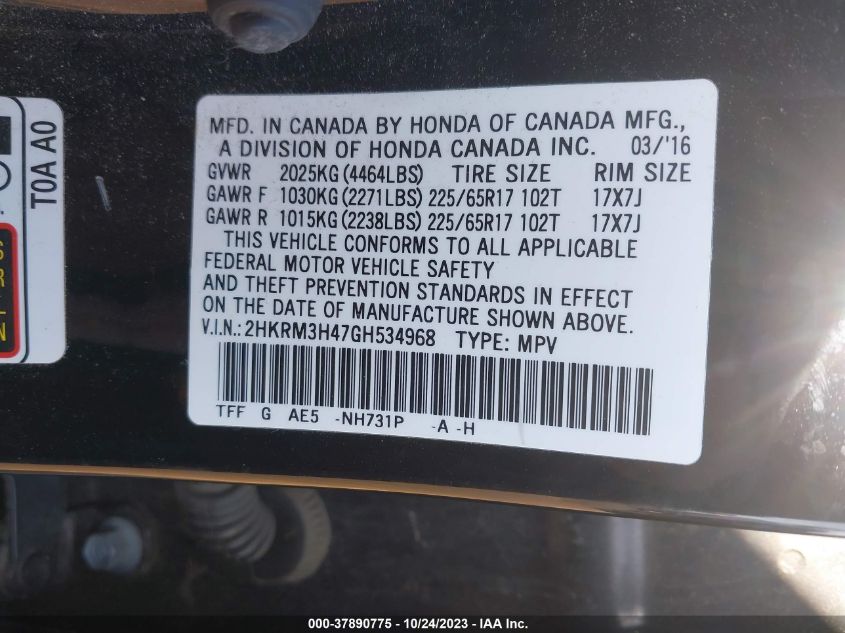 MFD. IN CANADA BY HONDA OF CANADA MFG.,
A DIVISION OF HONDA CANADA INC. 03/'16
GVWR 2025KG (4464LBS) TIRE SIZE RIM SIZE
GAWR F 1030KG (2271LBS) 225/65R17 102T 17X7J
GAWR R 1015KG (2238LBS) 225/65R17 102T 17X7J
THIS VEHICLE CONFORMS TO ALL APPLICABLE
FEDERAL MOTOR VEHICLE SAFETY
AND THEFT PREVENTION STANDARDS IN EFFECT
ON THE DATE OF MANUFACTURE SHOWN ABOVE.
V.I.N.: 2HKRM3H47GH534968 TYPE: MPV
TFF G AE5 -NH731P -A -H
T0A A0
000-37890775 - 10/24/2023 - IAA Inc.